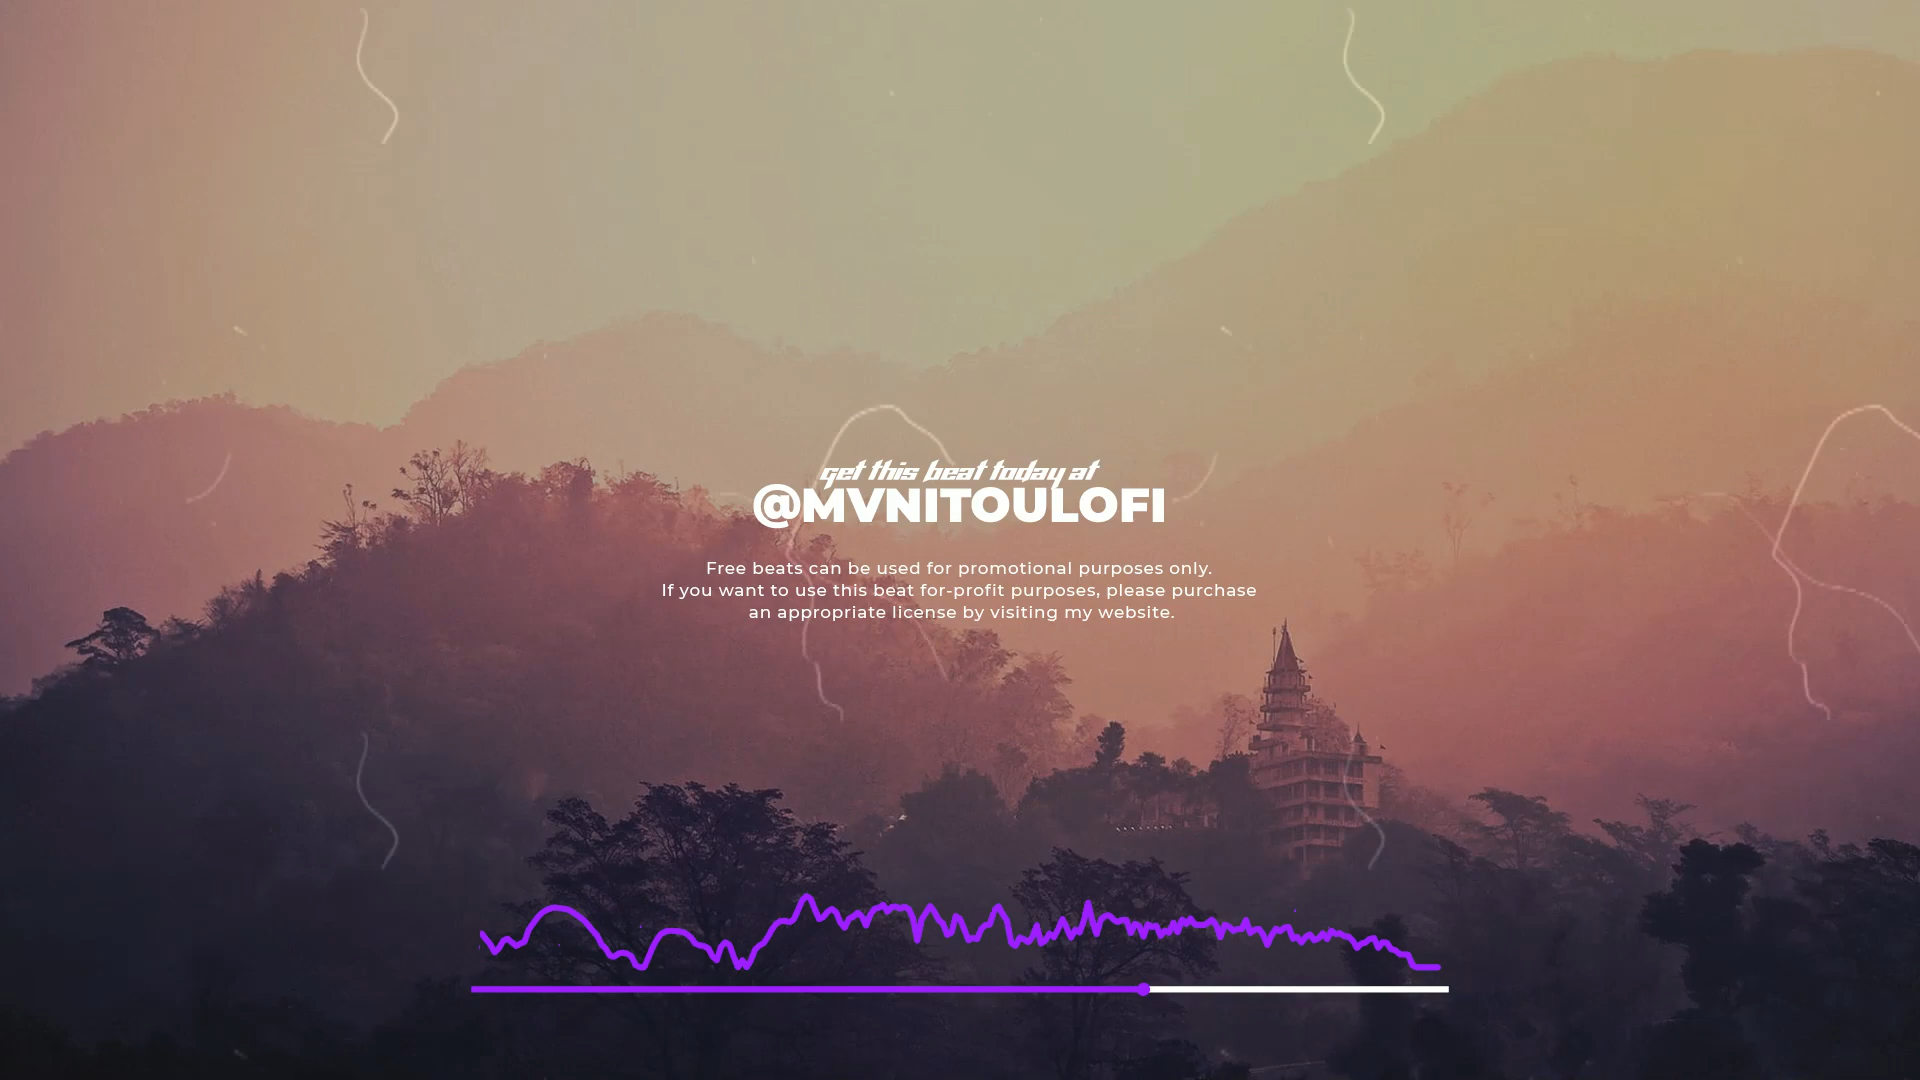 get this beat today at
@MVNITOULOFI
Free beats can be used for promotional purposes only.
If you want to use this beat for-profit purposes, please purchase
an appropriate license by visiting my website.